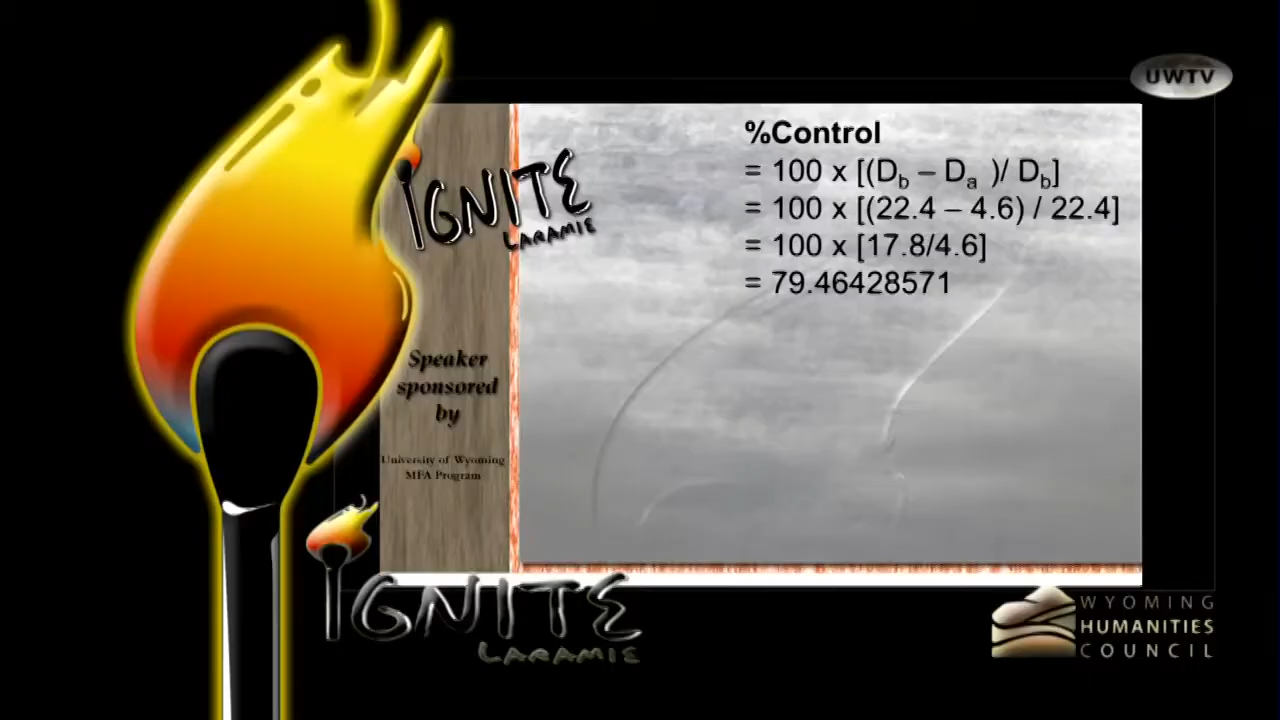 UWTV
%Control
= 100 x [(Db – Da )/ Db]
= 100 x [(22.4 – 4.6) / 22.4]
= 100 x [17.8/4.6]
= 79.46428571
IGNITE
LARAMIE
Speaker
sponsored
by
University of Wyoming
MFA Program
IGNITE
LARAMIE
WYOMING
HUMANITIES
COUNCIL